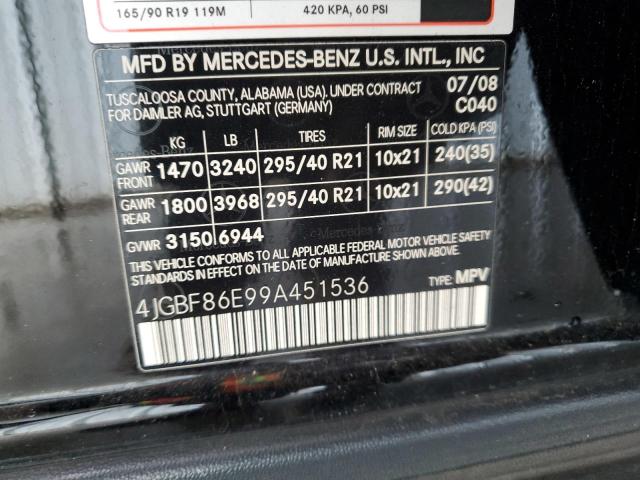 165/90 R19 119M 420 KPA, 60 PSI
MFD BY MERCEDES-BENZ U.S. INTL., INC
TUSCALOOSA COUNTY, ALABAMA (USA). UNDER CONTRACT 07/08
FOR DAIMLER AG, STUTTGART (GERMANY) C040
KG LB TIRES RIM SIZE COLD KPA (PSI)
GAWR FRONT 1470 3240 295/40 R21 10x21 240(35)
GAWR REAR 1800 3968 295/40 R21 10x21 290(42)
GVWR 3150 6944
THIS VEHICLE CONFORMS TO ALL APPLICABLE FEDERAL MOTOR VEHICLE SAFETY
STANDARDS IN EFFECT ON THE DATE OF MANUFACTURE SHOWN ABOVE.
4JGBF86E99A451536 TYPE: MPV